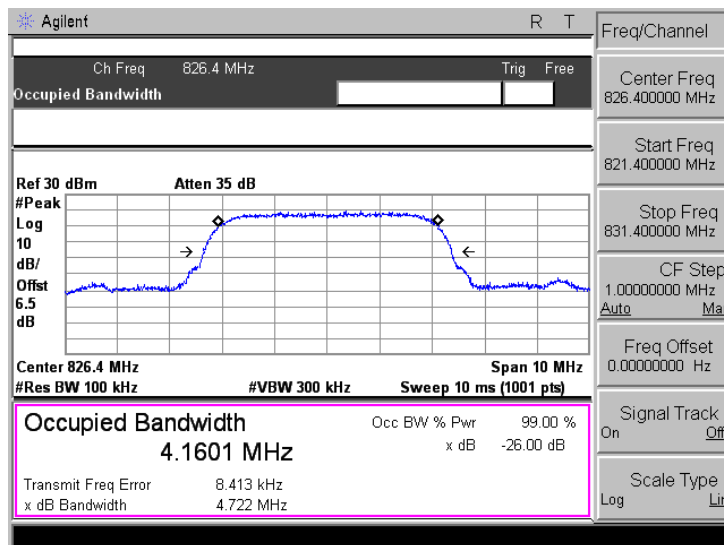 Agilent R T
Freq/Channel
Ch Freq 826.4 MHz Trig Free
Occupied Bandwidth
Center Freq
826.400000 MHz
Start Freq
821.400000 MHz
Stop Freq
831.400000 MHz
CF Step
1.00000000 MHz
Auto Ma
Freq Offset
0.00000000 Hz
Signal Track
On Off
Scale Type
Log Lin
Ref 30 dBm Atten 35 dB
#Peak
Log
10
dB/
Offst
6.5
dB
Center 826.4 MHz Span 10 MHz
#Res BW 100 kHz #VBW 300 kHz Sweep 10 ms (1001 pts)
Occupied Bandwidth
4.1601 MHz
Occ BW % Pwr 99.00 %
x dB -26.00 dB
Transmit Freq Error 8.413 kHz
x dB Bandwidth 4.722 MHz